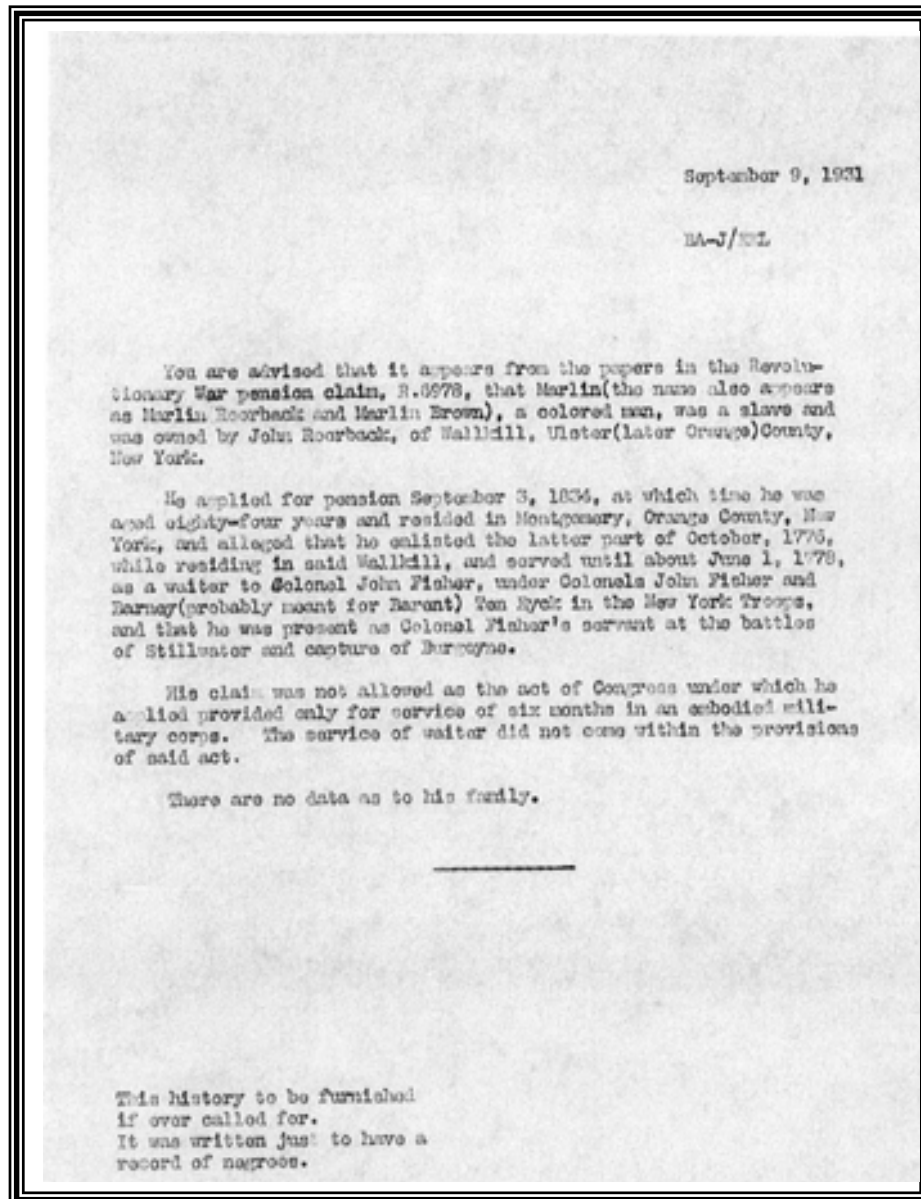 September 9, 1931
BA-J/EEL
You are advised that it appears from the papers in the Revolu-
tionary War pension claim, R.6978, that Marlin(the name also appears
as Marlin Roorback and Marlin Brown), a colored man, was a slave and
was owned by John Roorback, of Wallkill, Ulster(later Orange)County,
New York.
He applied for pension September 3, 1834, at which time he was
aged eighty-four years and resided in Montgomery, Orange County, New
York, and alleged that he enlisted the latter part of October, 1776,
while residing in said Wallkill, and served until about June 1, 1778,
as a waiter to Colonel John Fisher, under Colonels John Fisher and
Barney(probably meant for Barent) Ten Eyck in the New York Troops,
and that he was present as Colonel Fisher's servant at the battles
of Stillwater and capture of Burgoyne.
His claim was not allowed as the act of Congress under which he
applied provided only for service of six months in an embodied mili-
tary corps. The service of waiter did not come within the provisions
of said act.
There are no data as to his family.
This history to be furnished
if ever called for.
It was written just to have a
record of negroes.